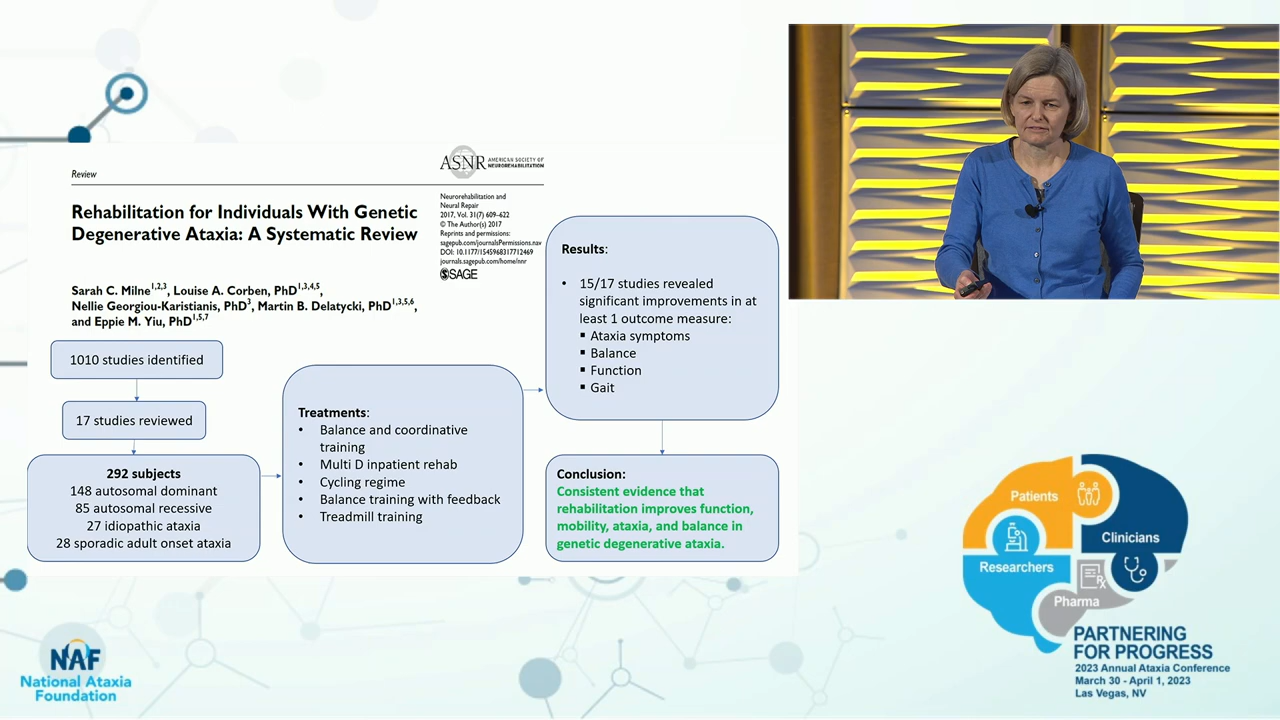 Review
ASNR AMERICAN SOCIETY OF
NEUROREHABILITATION
Rehabilitation for Individuals With Genetic
Degenerative Ataxia: A Systematic Review
Neurorehabilitation and
Neural Repair
2017, Vol. 31(7) 609–622
© The Author(s) 2017
Reprints and permissions:
sagepub.com/journalsPermissions.nav
DOI: 10.1177/1545968317712469
journals.sagepub.com/home/nnr
SAGE
Sarah C. Milne1,2,3, Louise A. Corben, PhD1,3,4,5,
Nellie Georgiou-Karistianis, PhD3, Martin B. Delatycki, PhD1,3,5,6,
and Eppie M. Yiu, PhD1,5,7
1010 studies identified
17 studies reviewed
292 subjects
148 autosomal dominant
85 autosomal recessive
27 idiopathic ataxia
28 sporadic adult onset ataxia
Treatments:
• Balance and coordinative
training
• Multi D inpatient rehab
• Cycling regime
• Balance training with feedback
• Treadmill training
Results:
• 15/17 studies revealed
significant improvements in at
least 1 outcome measure:
▪ Ataxia symptoms
▪ Balance
▪ Function
▪ Gait
Conclusion:
Consistent evidence that
rehabilitation improves function,
mobility, ataxia, and balance in
genetic degenerative ataxia.
Patients
Clinicians
Researchers
Pharma
PARTNERING
FOR PROGRESS
2023 Annual Ataxia Conference
March 30 - April 1, 2023
Las Vegas, NV
NAF
National Ataxia
Foundation